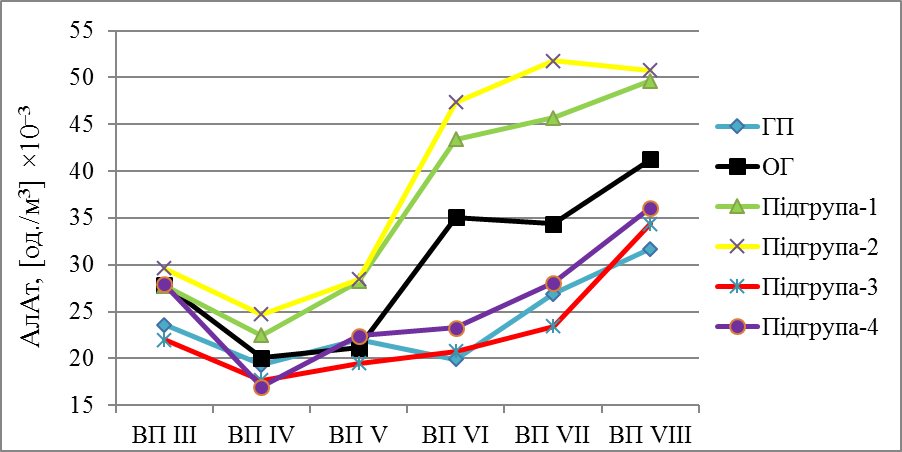 АлАт, [од./м³] ×10⁻³
55
50
45
40
35
30
25
20
15
ВП III
ВП IV
ВП V
ВП VI
ВП VII
ВП VIII
ГП
ОГ
Підгрупа-1
Підгрупа-2
Підгрупа-3
Підгрупа-4